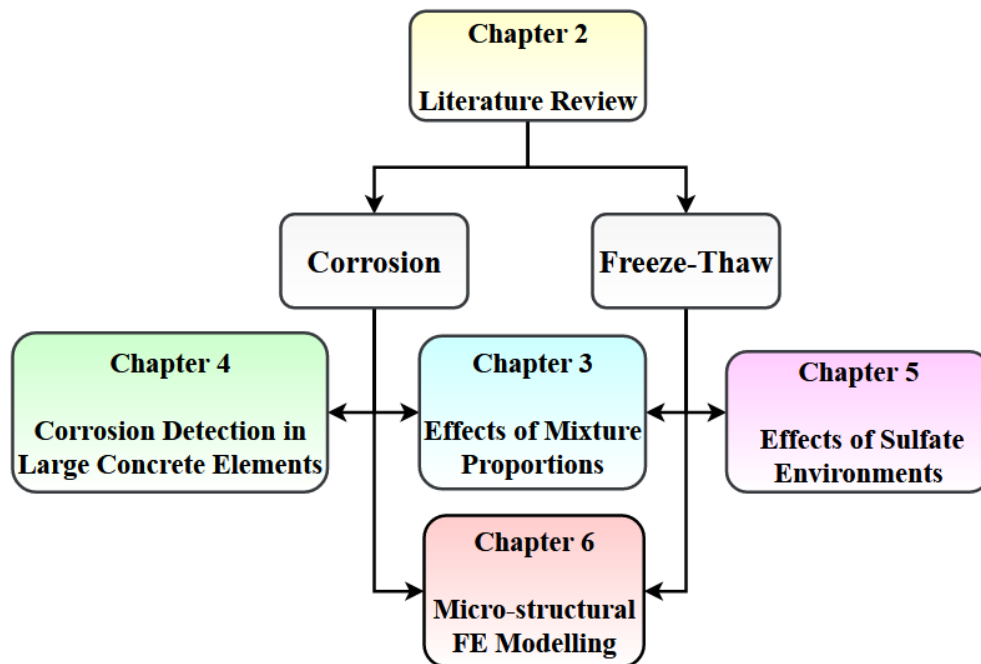 Chapter 2
Literature Review
Corrosion
Freeze-Thaw
Chapter 4
Corrosion Detection in
Large Concrete Elements
Chapter 3
Effects of Mixture
Proportions
Chapter 5
Effects of Sulfate
Environments
Chapter 6
Micro-structural
FE Modelling